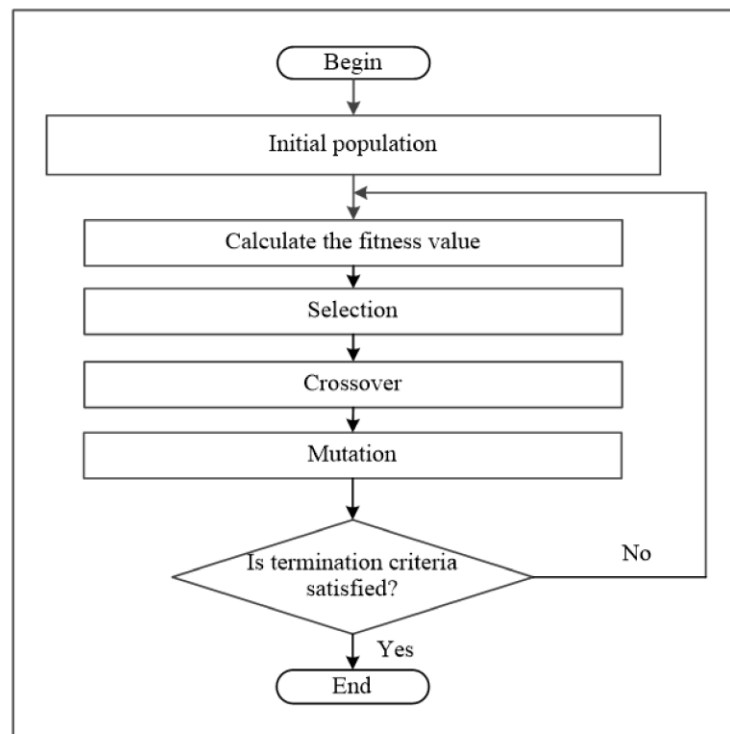 Begin
Initial population
Calculate the fitness value
Selection
Crossover
Mutation
Is termination criteria
satisfied?
No
Yes
End